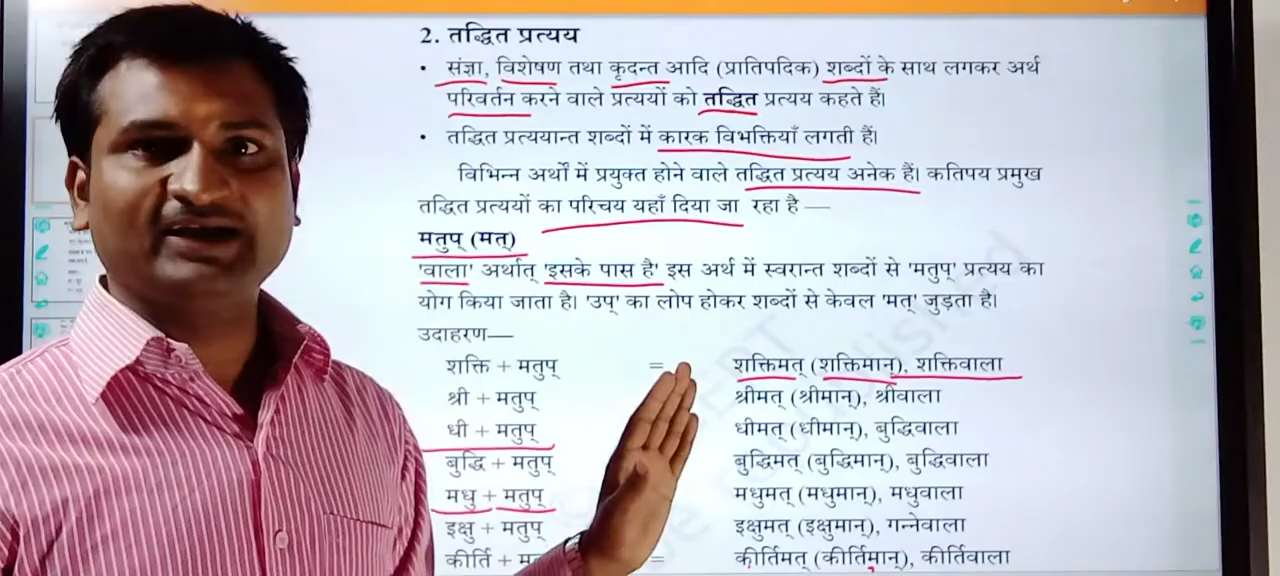 2. तद्धित प्रत्यय
• संज्ञा, विशेषण तथा कृदन्त आदि (प्रातिपदिक) शब्दों के साथ लगकर अर्थ
परिवर्तन करने वाले प्रत्ययों को तद्धित प्रत्यय कहते हैं।
• तद्धित प्रत्ययान्त शब्दों में कारक विभक्तियाँ लगती हैं।
विभिन्न अर्थों में प्रयुक्त होने वाले तद्धित प्रत्यय अनेक हैं। कतिपय प्रमुख
तद्धित प्रत्ययों का परिचय यहाँ दिया जा रहा है —
मतुप् (मत्)
'वाला' अर्थात् 'इसके पास है' इस अर्थ में स्वरान्त शब्दों से 'मतुप्' प्रत्यय का
योग किया जाता है। 'उप्' का लोप होकर शब्दों से केवल 'मत्' जुड़ता है।
उदाहरण—
शक्ति + मतुप् = शक्तिमत् (शक्तिमान्), शक्तिवाला
श्री + मतुप् श्रीमत् (श्रीमान्), श्रीवाला
धी + मतुप् धीमत् (धीमान्), बुद्धिवाला
बुद्धि + मतुप् बुद्धिमत् (बुद्धिमान्), बुद्धिवाला
मधु + मतुप् मधुमत् (मधुमान्), मधुवाला
इक्षु + मतुप् इक्षुमत् (इक्षुमान्), गन्नेवाला
कीर्ति + = कीर्तिमत् (कीर्तिमान्), कीर्तिवाला